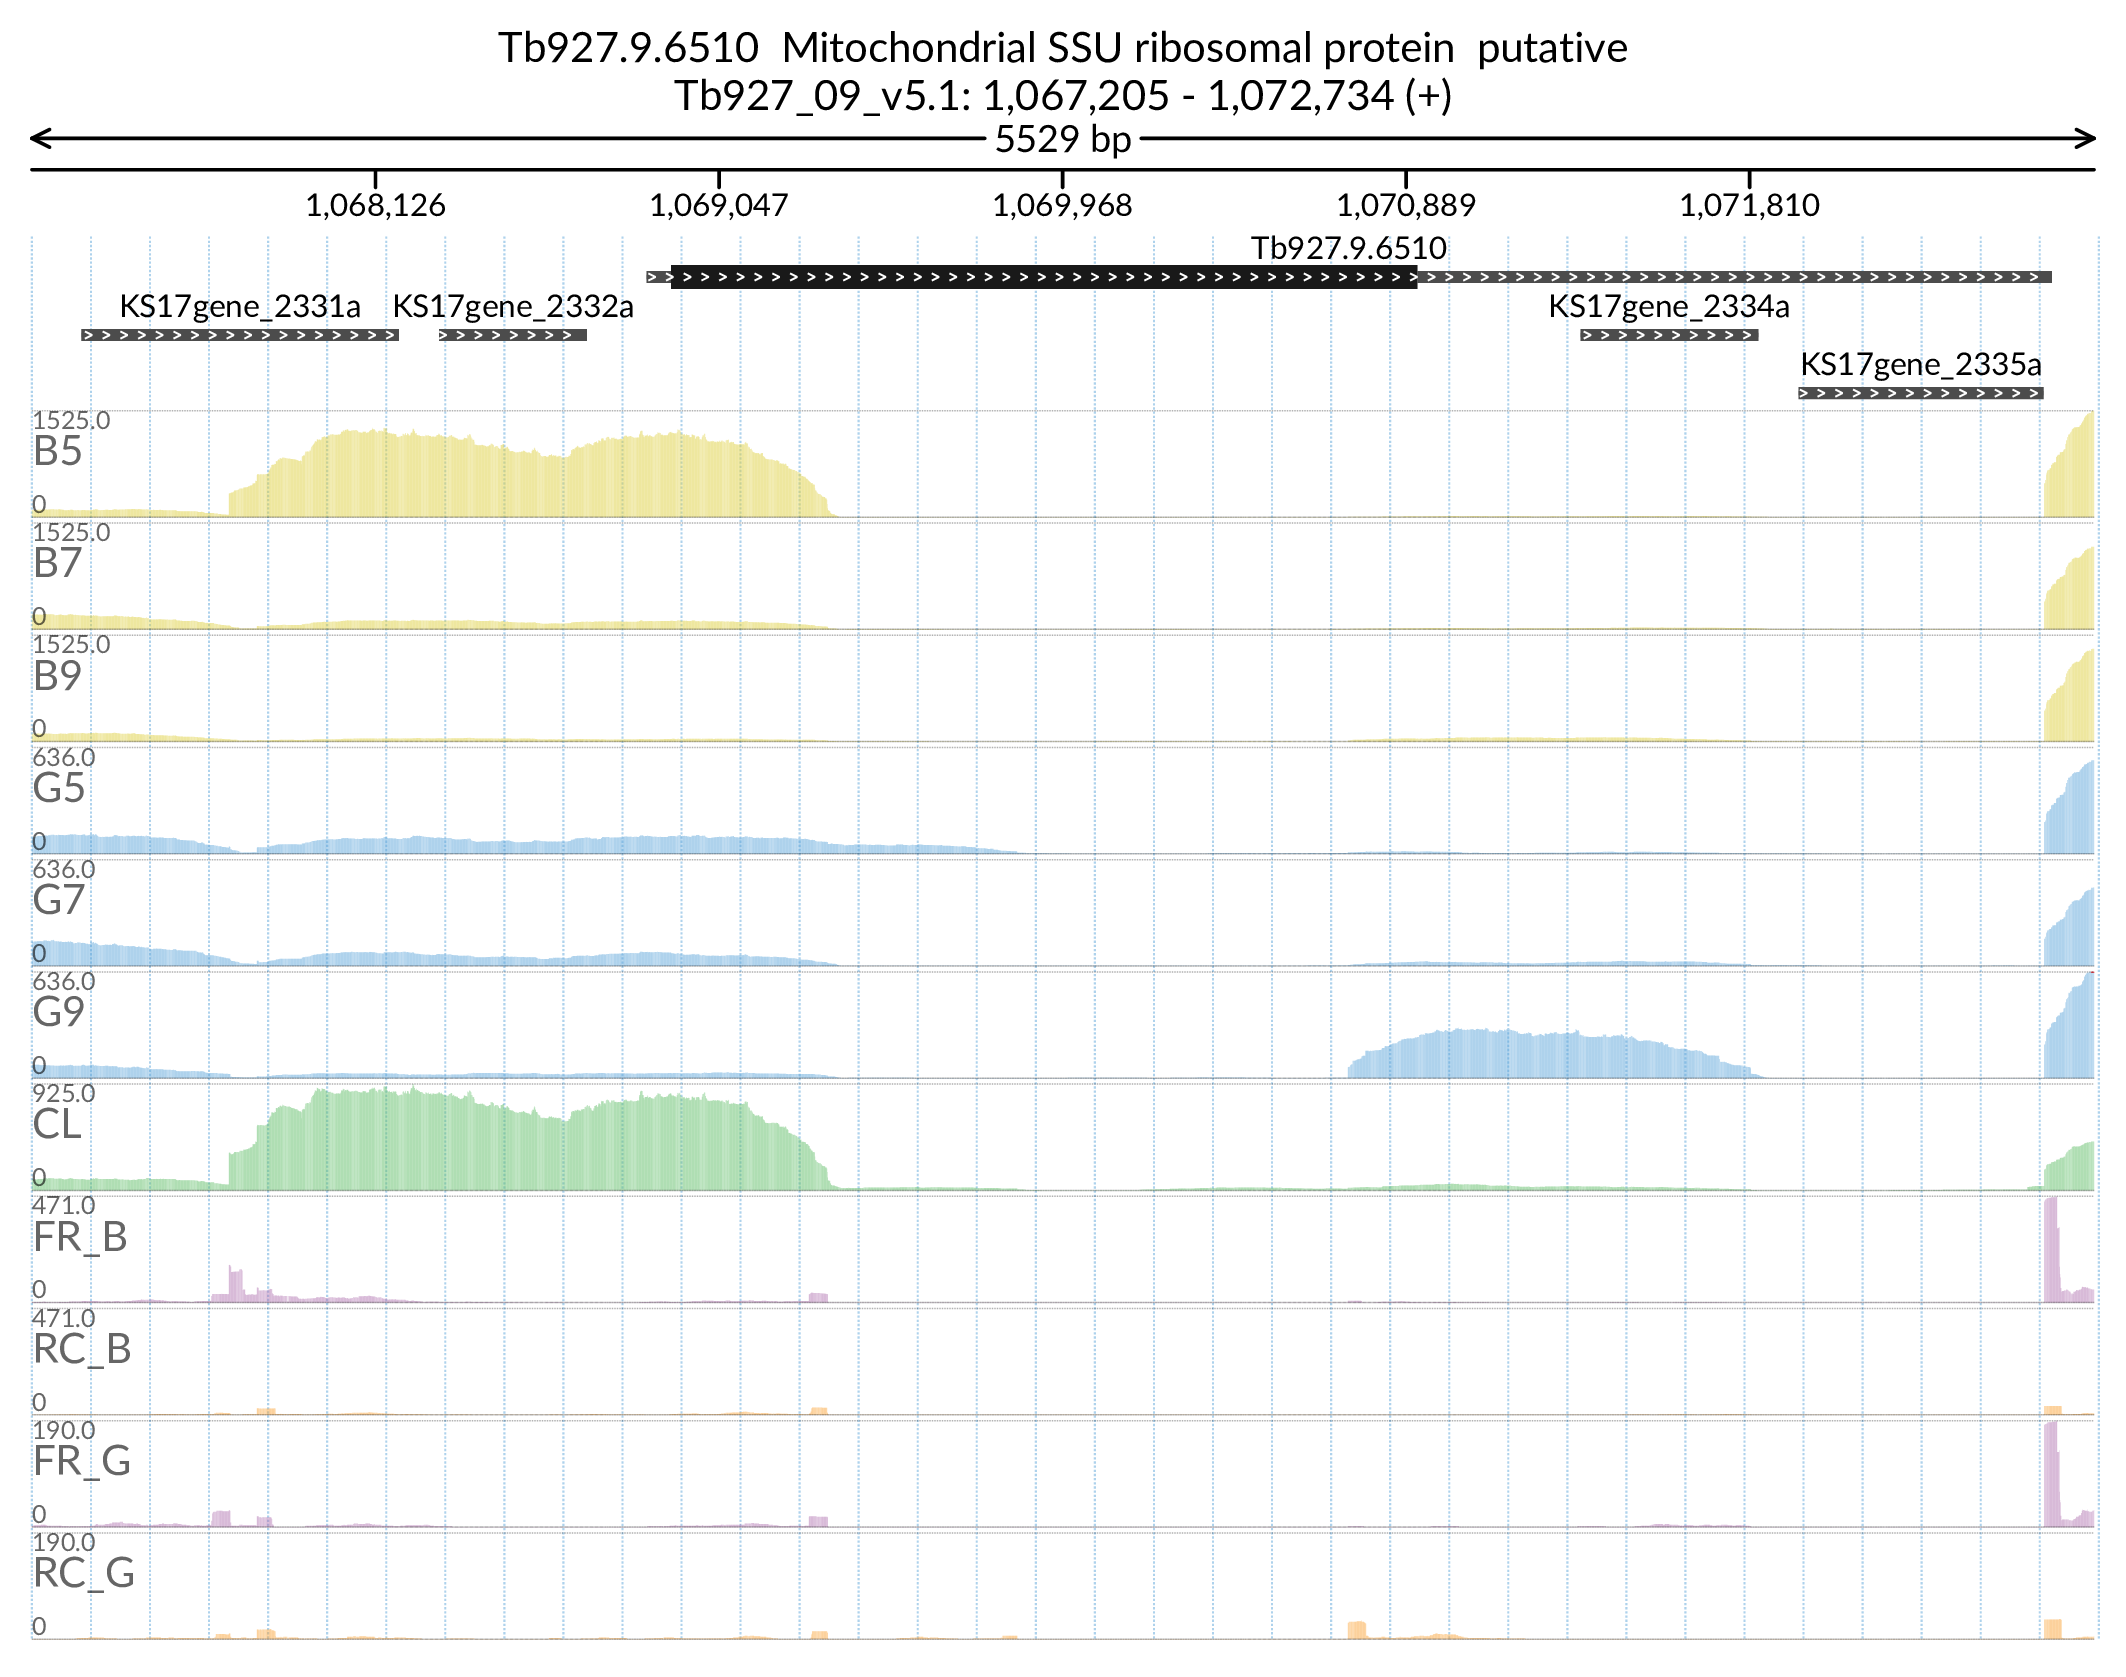 Tb927.9.6510  Mitochondrial SSU ribosomal protein  putative
Tb927_09_v5.1: 1,067,205 - 1,072,734 (+)
5529 bp
1,068,126 1,069,047 1,069,968 1,070,889 1,071,810
Tb927.9.6510
KS17gene_2331a KS17gene_2332a KS17gene_2334a
KS17gene_2335a
1525.0
B5
0
1525.0
B7
0
1525.0
B9
0
636.0
G5
0
636.0
G7
0
636.0
G9
0
925.0
CL
0
471.0
FR_B
0
471.0
RC_B
0
190.0
FR_G
0
190.0
RC_G
0